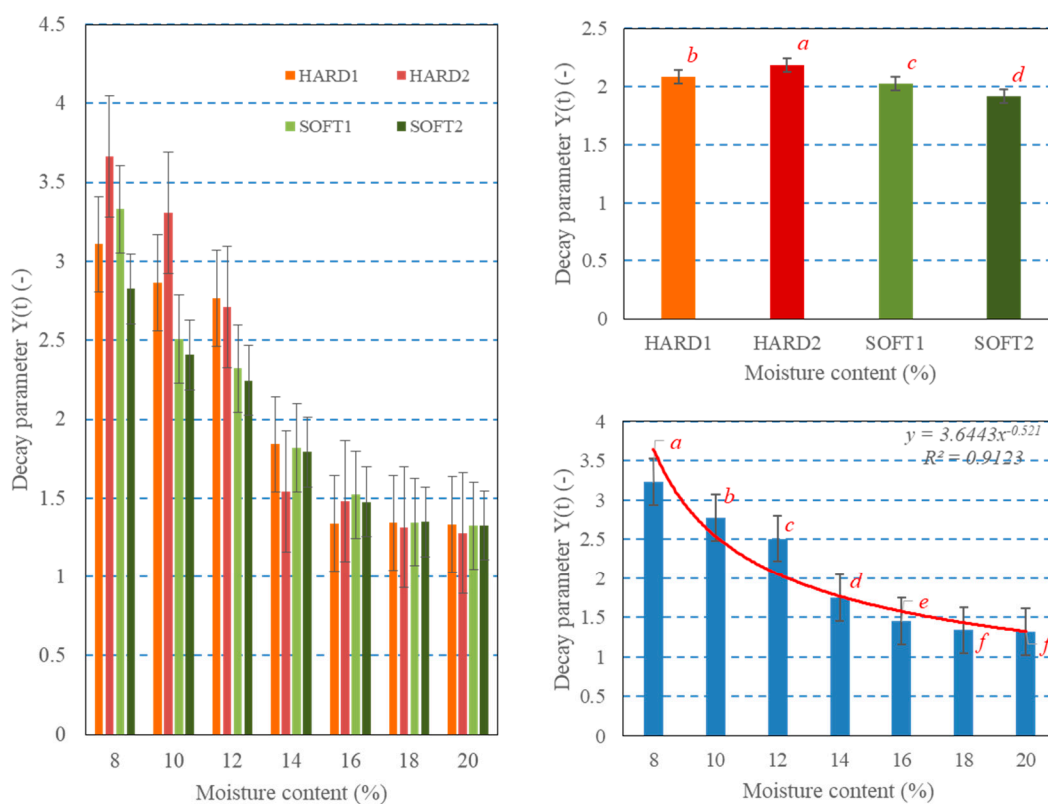 4.5
4
3.5
3
2.5
2
1.5
1
0.5
0
Decay parameter Y(t) (-)
HARD1 HARD2
SOFT1 SOFT2
8 10 12 14 16 18 20
Moisture content (%)
2.5
2
1.5
1
0.5
0
Decay parameter Y(t) (-)
b a c d
HARD1 HARD2 SOFT1 SOFT2
Moisture content (%)
4
3.5
3
2.5
2
1.5
1
0.5
0
Decay parameter Y(t) (-)
y = 3.6443x^-0.521
R² = 0.9123
a b c d e f f
8 10 12 14 16 18 20
Moisture content (%)